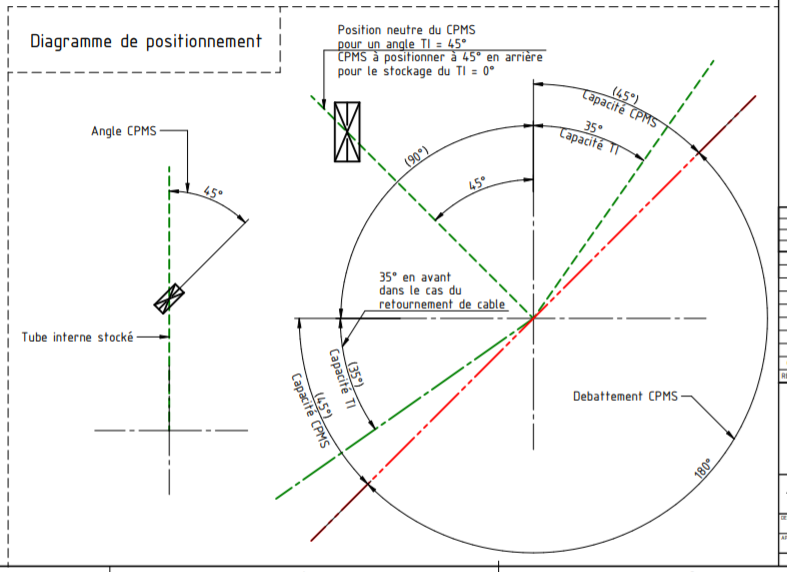 Diagramme de positionnement
Position neutre du CPMS
pour un angle TI = 45°
CPMS à positionner à 45° en arrière
pour le stockage du TI = 0°
Angle CPMS
45°
Tube interne stocké
(90°)
45°
(45°)
Capacité CPMS
35°
Capacité TI
35° en avant
dans le cas du
retournement de cable
(35°)
Capacité TI
(45°)
Capacité CPMS
Debattement CPMS
180°